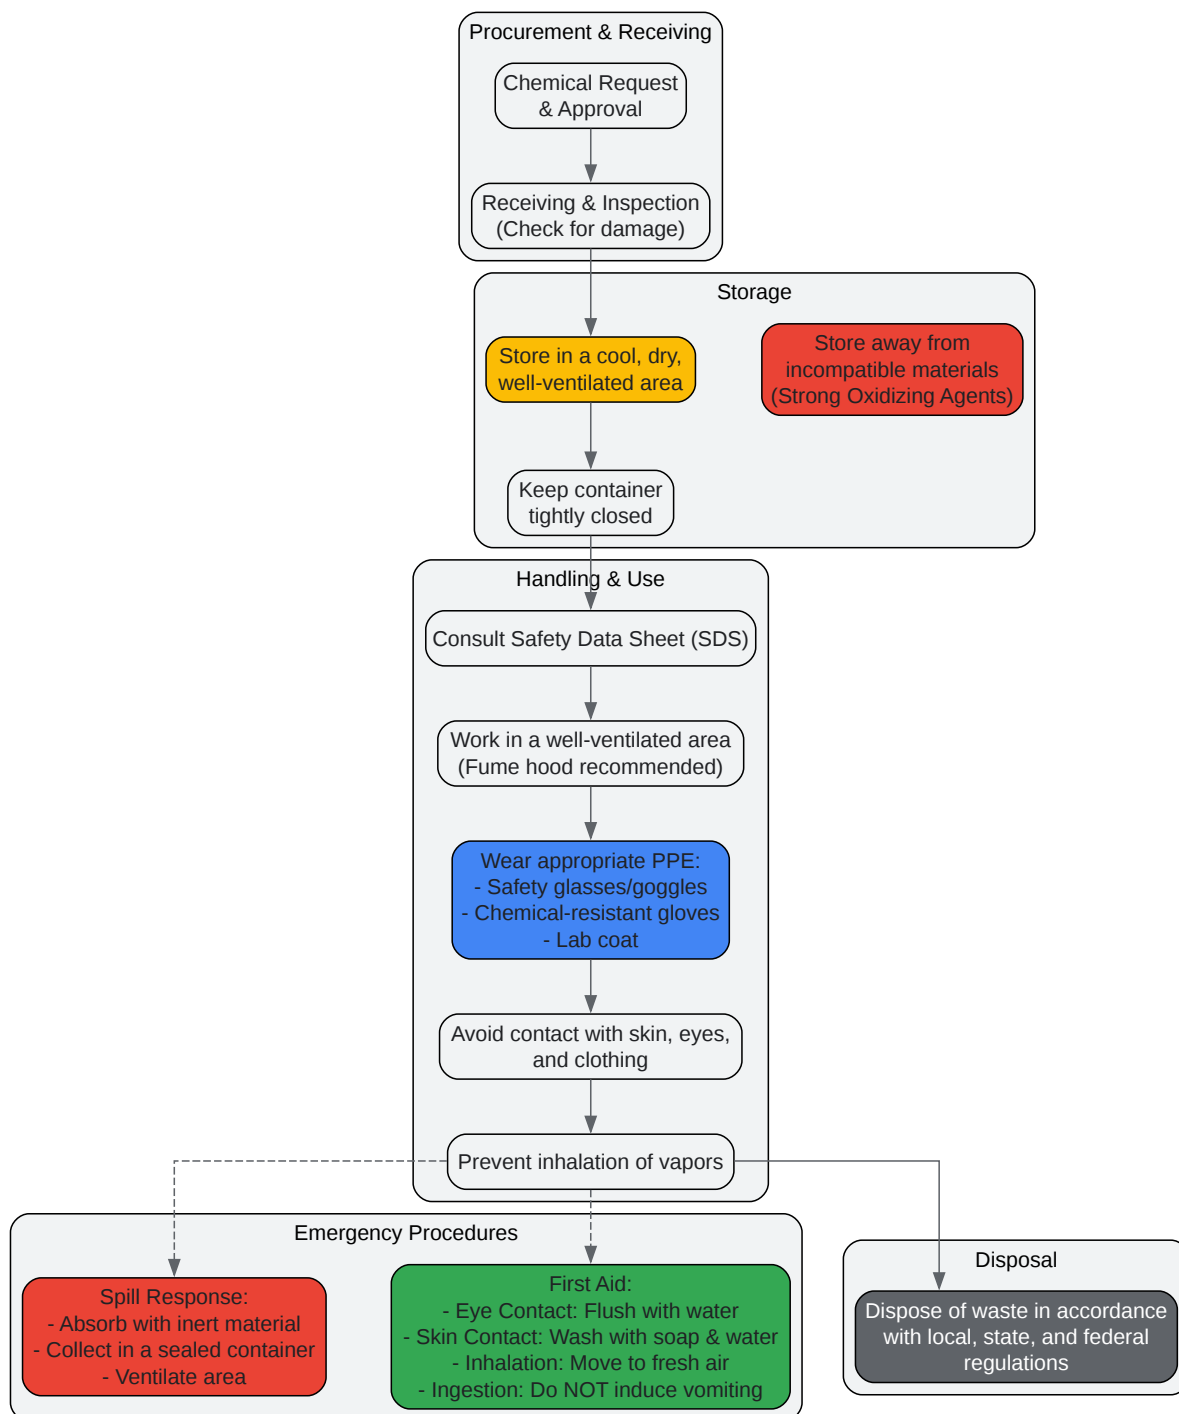 Procurement & Receiving
Chemical Request
& Approval
Receiving & Inspection
(Check for damage)
Storage
Store in a cool, dry,
well-ventilated area
Store away from
incompatible materials
(Strong Oxidizing Agents)
Keep container
tightly closed
Handling & Use
Consult Safety Data Sheet (SDS)
Work in a well-ventilated area
(Fume hood recommended)
Wear appropriate PPE:
- Safety glasses/goggles
- Chemical-resistant gloves
- Lab coat
Avoid contact with skin, eyes,
and clothing
Prevent inhalation of vapors
Emergency Procedures
Spill Response:
- Absorb with inert material
- Collect in a sealed container
- Ventilate area
First Aid:
- Eye Contact: Flush with water
- Skin Contact: Wash with soap & water
- Inhalation: Move to fresh air
- Ingestion: Do NOT induce vomiting
Disposal
Dispose of waste in accordance
with local, state, and federal
regulations